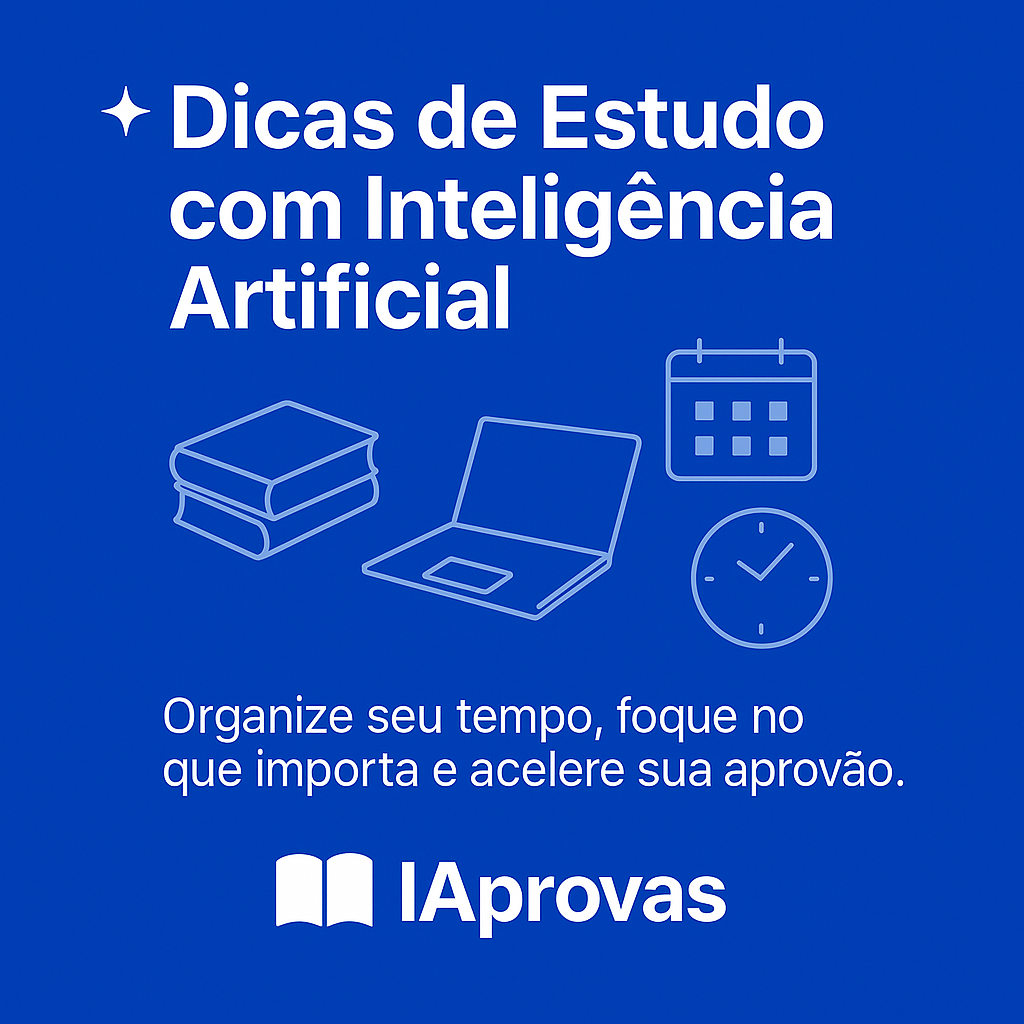 Dicas de Estudo
com Inteligência
Artificial
Organize seu tempo, foque no
que importa e acelere sua aprovão.
IAprovas